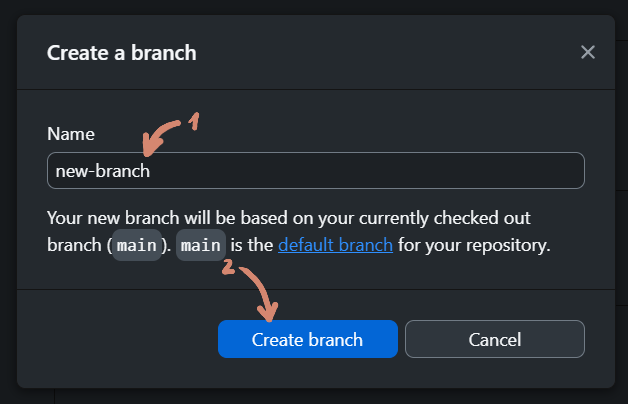 Create a branch
1
Name
new-branch
Your new branch will be based on your currently checked out
branch (main). main is the default branch for your repository.
2
Create branch
Cancel